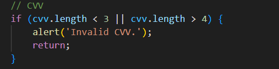 // CVV
if (cvv.length < 3 || cvv.length > 4) {
    alert('Invalid CVV.');
    return;
}